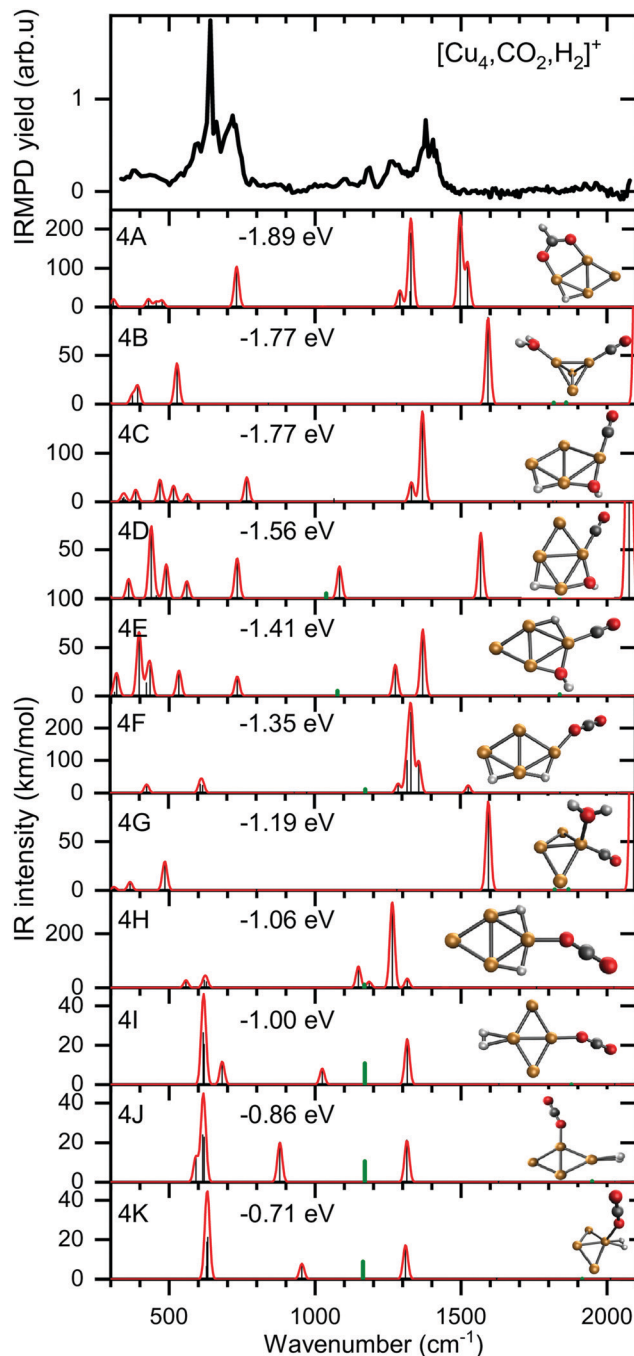 IRMPD yield (arb.u)
1
0
[Cu₄,CO₂,H₂]⁺
200
100
0
4A
-1.89 eV
50
0
4B
-1.77 eV
100
0
4C
-1.77 eV
50
4D
-1.56 eV
100
50
0
4E
-1.41 eV
200
100
0
4F
-1.35 eV
50
0
4G
-1.19 eV
200
0
4H
-1.06 eV
40
20
0
4I
-1.00 eV
40
20
0
4J
-0.86 eV
40
20
0
4K
-0.71 eV
IR intensity (km/mol)
500
1000
1500
2000
Wavenumber (cm⁻¹)